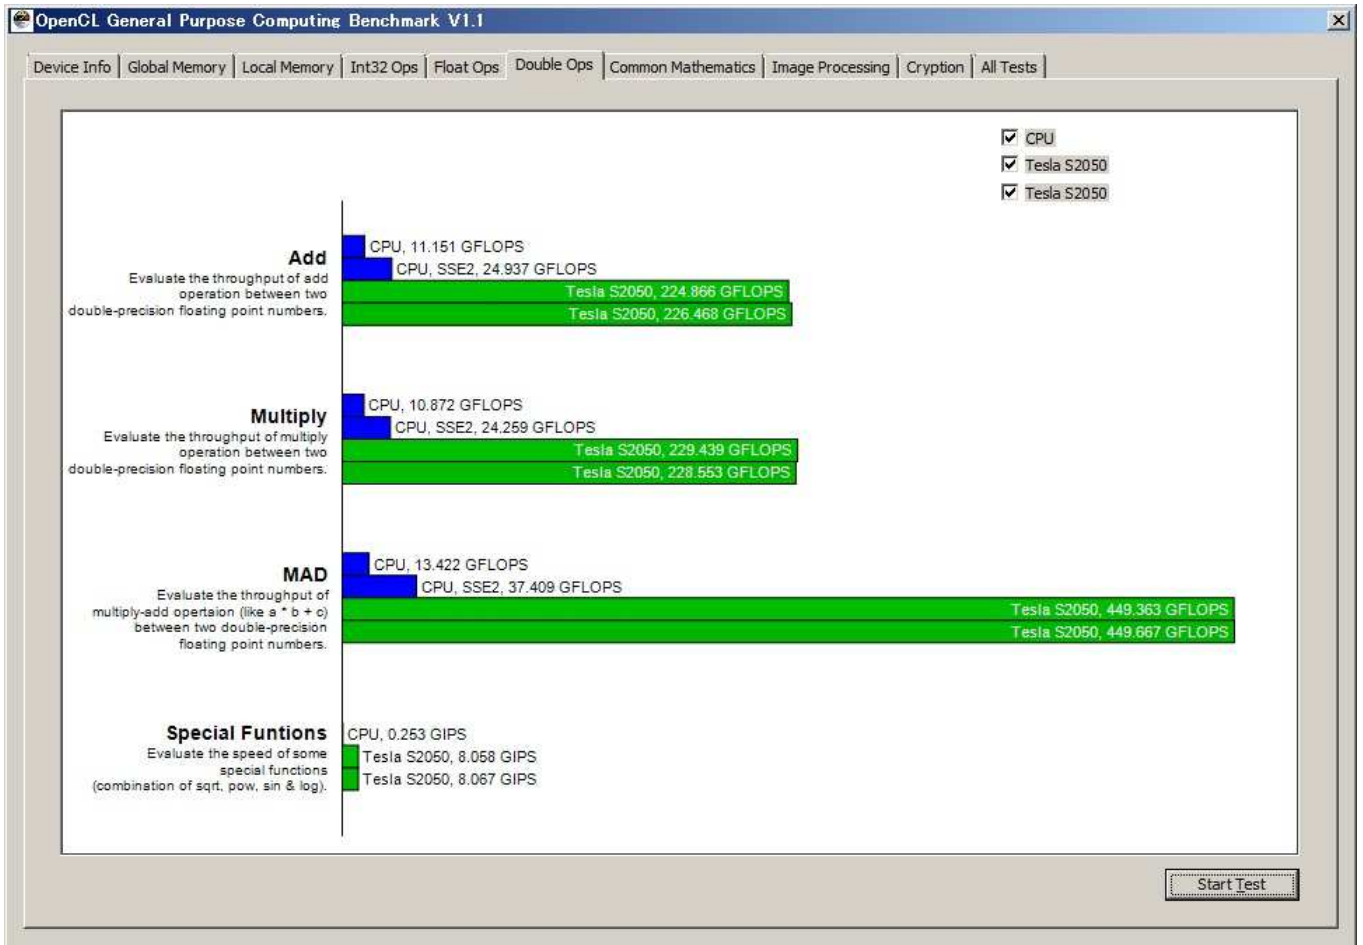 OpenCL General Purpose Computing Benchmark V1.1
Device Info
Global Memory
Local Memory
Int32 Ops
Float Ops
Double Ops
Common Mathematics
Image Processing
Cryption
All Tests
CPU
Tesla S2050
Tesla S2050
Add
Evaluate the throughput of add
operation between two
double-precision floating point numbers.
CPU, 11.151 GFLOPS
CPU, SSE2, 24.937 GFLOPS
Tesla S2050, 224.866 GFLOPS
Tesla S2050, 226.468 GFLOPS
Multiply
Evaluate the throughput of multiply
operation between two
double-precision floating point numbers.
CPU, 10.872 GFLOPS
CPU, SSE2, 24.259 GFLOPS
Tesla S2050, 229.439 GFLOPS
Tesla S2050, 228.553 GFLOPS
MAD
Evaluate the throughput of
multiply-add opertaion (like a * b + c)
between two double-precision
floating point numbers.
CPU, 13.422 GFLOPS
CPU, SSE2, 37.409 GFLOPS
Tesla S2050, 449.363 GFLOPS
Tesla S2050, 449.667 GFLOPS
Special Funtions
Evaluate the speed of some
special functions
(combination of sqrt, pow, sin & log).
CPU, 0.253 GIPS
Tesla S2050, 8.058 GIPS
Tesla S2050, 8.067 GIPS
Start Test